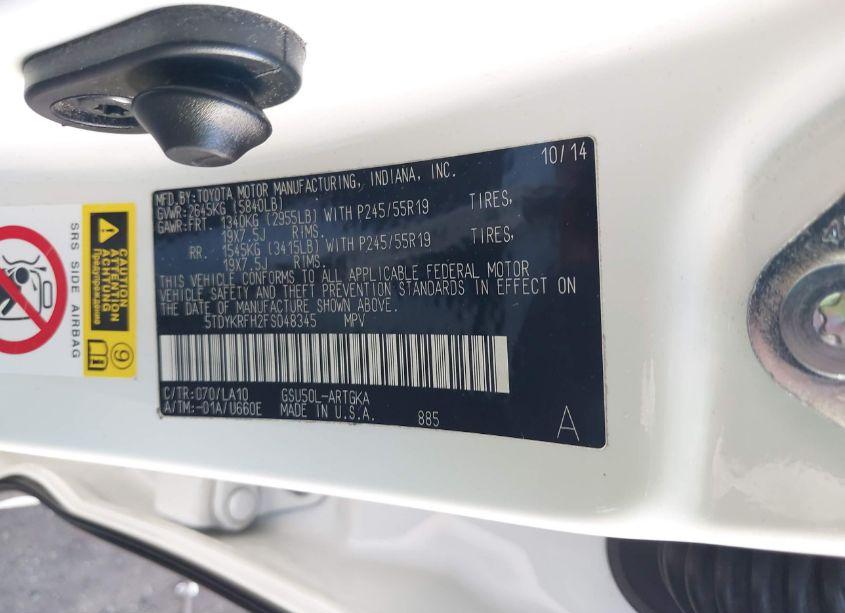 10/14
MFD.BY:TOYOTA MOTOR MANUFACTURING, INDIANA, INC.
GVWR:2645KG (5840LB)
GAWR:FRT. 1340KG (2955LB) WITH P245/55R19 TIRES,
19X7.5J RIMS.
RR. 1545KG (3415LB) WITH P245/55R19 TIRES,
19X7.5J RIMS.
THIS VEHICLE CONFORMS TO ALL APPLICABLE FEDERAL MOTOR
VEHICLE SAFETY AND THEFT PREVENTION STANDARDS IN EFFECT ON
THE DATE OF MANUFACTURE SHOWN ABOVE.
5TDYKRFH2FS048345 MPV
C/TR:070/LA10 GSU50L-ARTGKA
A/TM:-01A/U660E MADE IN U.S.A. 885 A
SRS SIDE AIRBAG
CAUTION
ATTENTION
ACHTUNG
Предупреждение
9